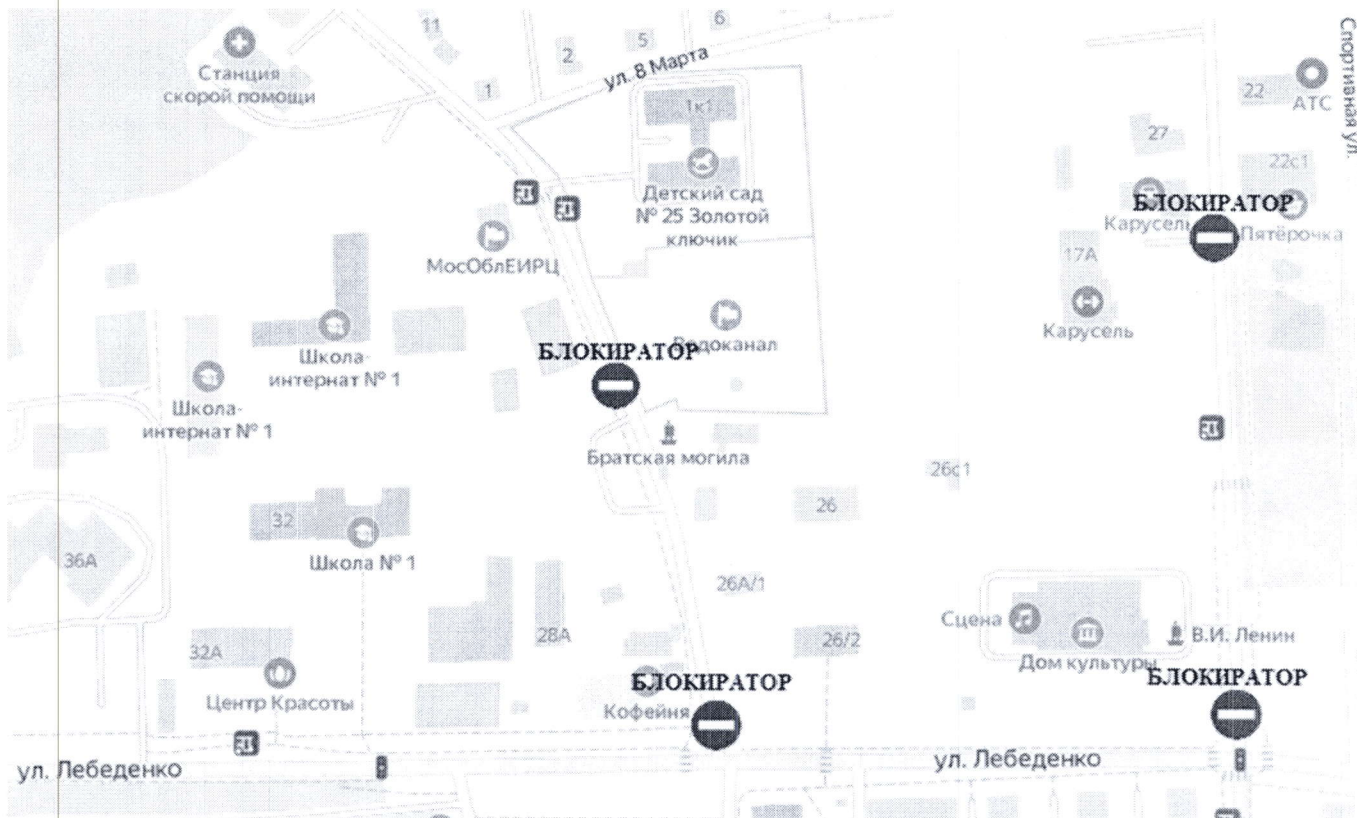 11
6
5
2
1
ул. 8 Марта
Станция
скорой помощи
1к1
Детский сад
№ 25 Золотой
ключик
МосОблЕИРЦ
Спортивная ул.
22
АТС
27
22с1
БЛОКИРАТОР
Карусель
Пятёрочка
17А
Карусель
Школа-
интернат № 1
БЛОКИРАТОР
Водоканал
Школа-
интернат № 1
Братская могила
26с1
26
32
Школа № 1
36А
26А/1
28А
26/2
Сцена
Дом культуры
В.И. Ленин
32А
Центр Красоты
БЛОКИРАТОР
Кофейня
БЛОКИРАТОР
ул. Лебеденко
ул. Лебеденко